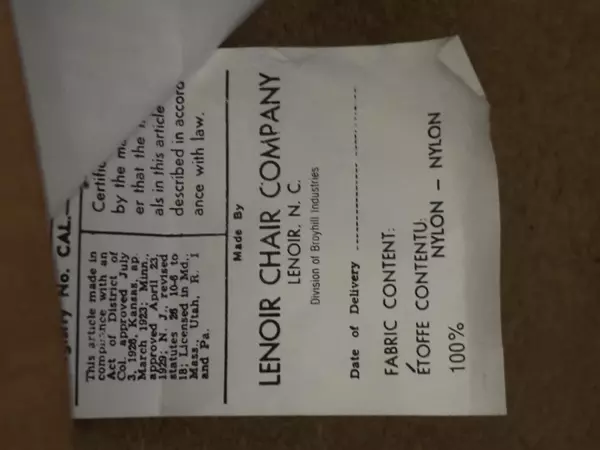 gistry No. CAL.—
This article made in
compliance with an
Act of District of
Col. approved July
3, 1926, Kansas, ap.
March 1923; Minn.,
approved April 23,
1929; N. J., revised
statutes 26 10-6 to
18; Licensed in Md.,
Mass., Utah, R. I
and Pa.
Certific
by the m
er that the
als in this article
described in accord
ance with law.
Made By
LENOIR CHAIR COMPANY
LENOIR, N. C.
Division of Broyhill Industries
Date of Delivery
FABRIC CONTENT:
ÉTOFFE CONTENTU:
NYLON — NYLON
100%